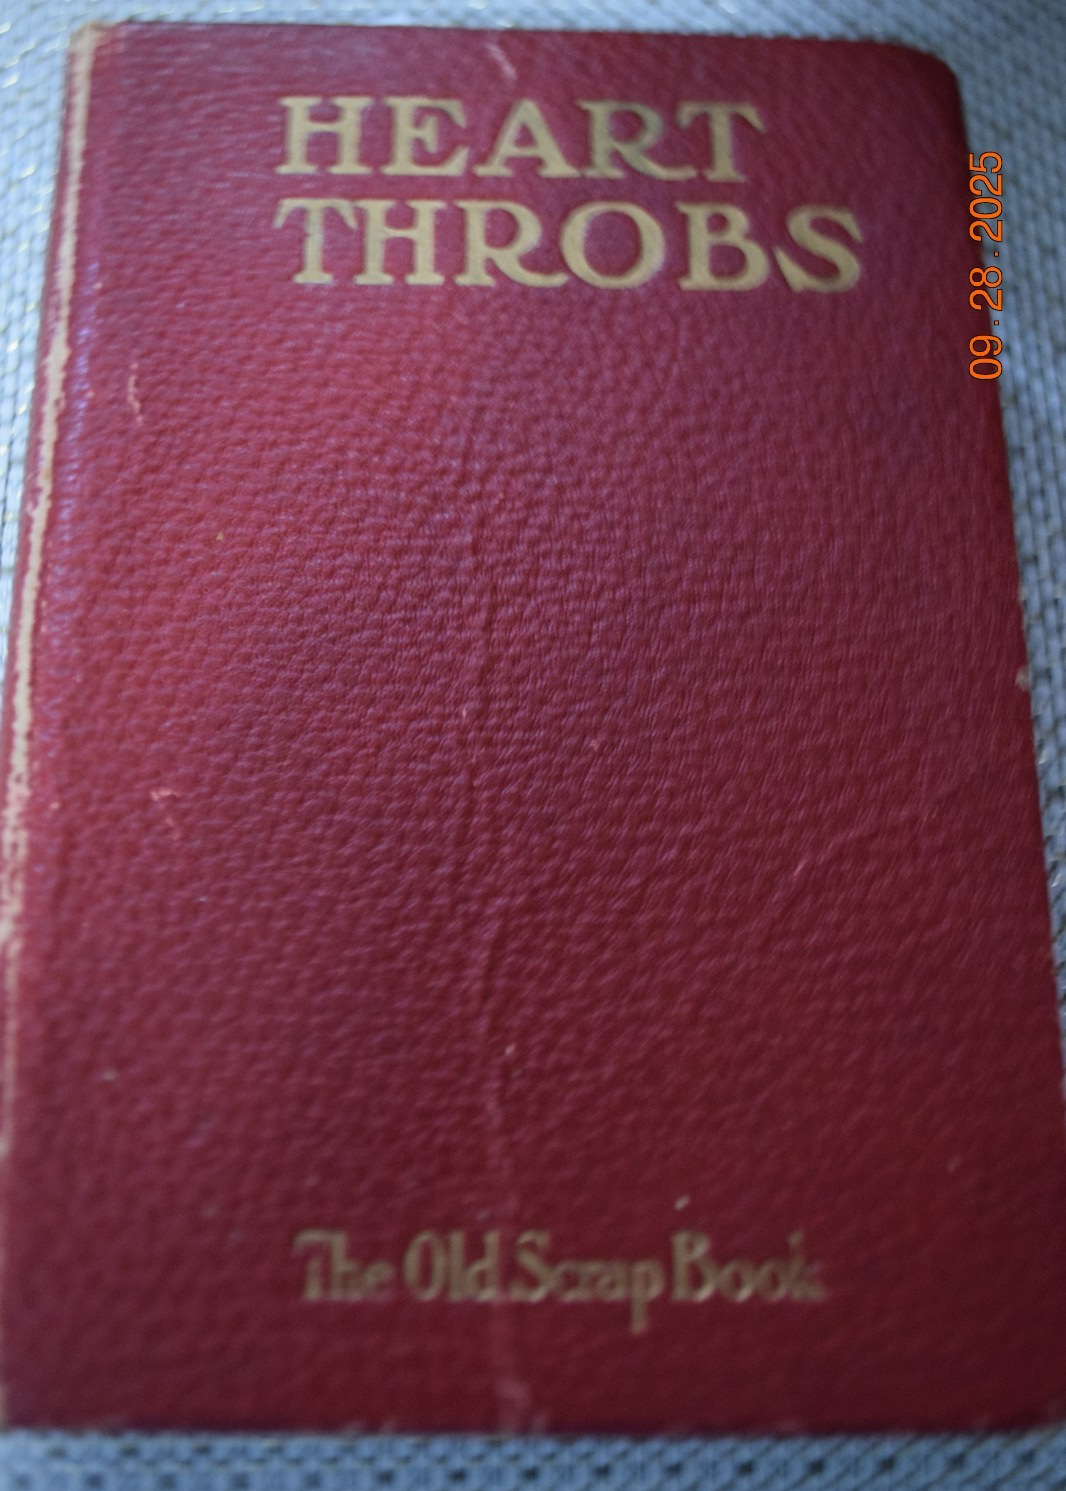 HEART
THROBS
09.28.2025
The Old Scrap Book